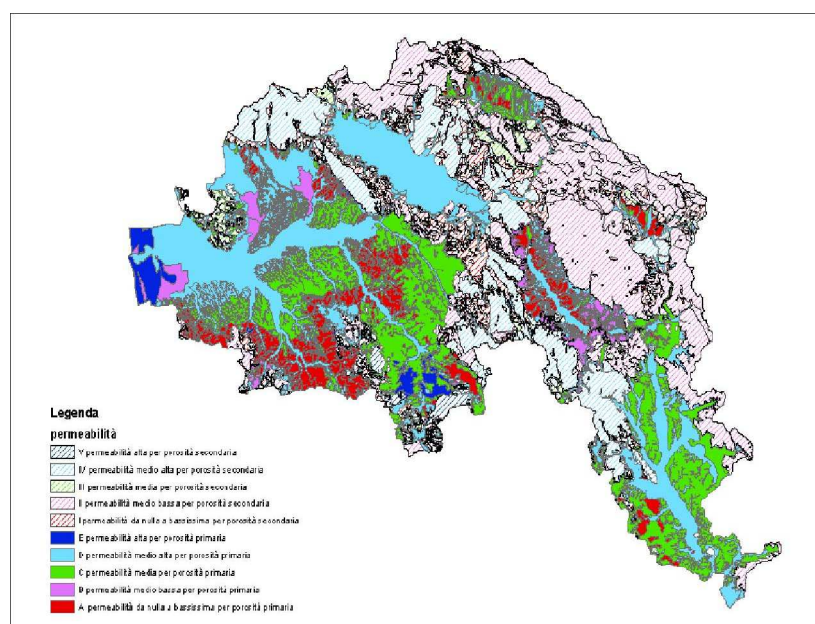 Legenda
permeabilità
V permeabilità alta per porosità secondaria
IV permeabilità medio alta per porosità secondaria
III permeabilità media per porosità secondaria
II permeabilità medio bassa per porosità secondaria
I permeabilità da nulla a bassissima per porosità secondaria
E permeabilità alta per porosità primaria
D permeabilità medio alta per porosità primaria
C permeabilità media per porosità primaria
B permeabilità medio bassa per porosità primaria
A permeabilità da nulla a bassissima per porosità primaria